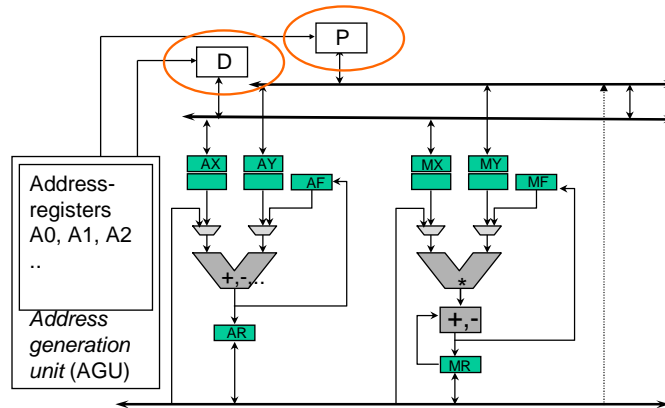 P
D
AX
AY
AF
MX
MY
MF
Address-
registers
A0, A1, A2
..
+,-...
*
+,-
Address
generation
unit (AGU)
AR
MR